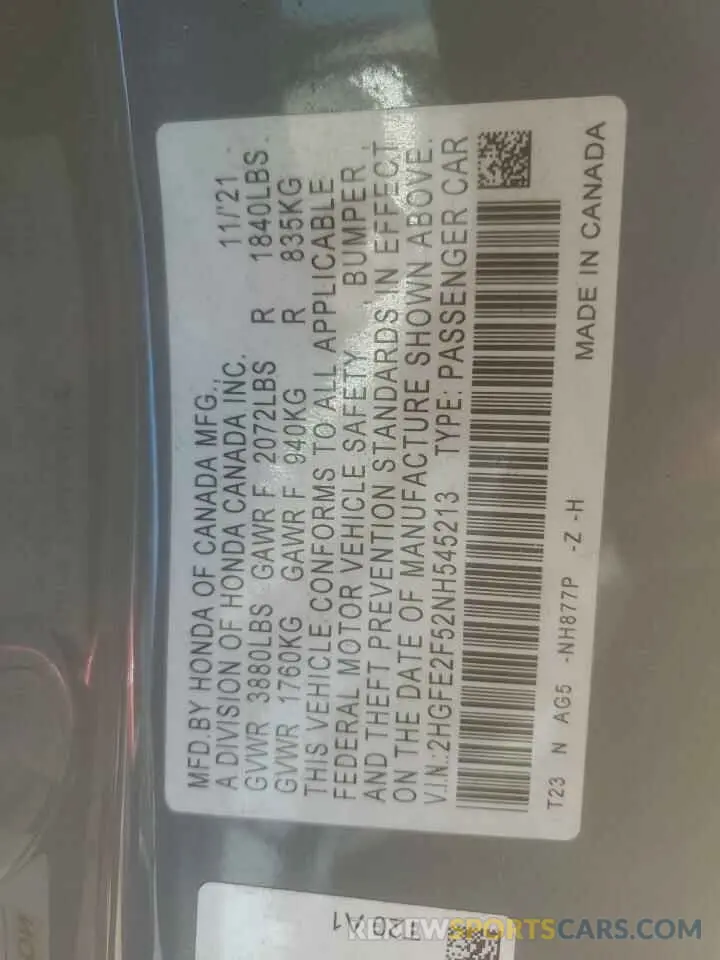 MFD.BY HONDA OF CANADA MFG., 11/'21
A DIVISION OF HONDA CANADA INC.
GVWR 3880LBS GAWR F 2072LBS R 1840LBS
GVWR 1760KG GAWR F 940KG R 835KG
THIS VEHICLE CONFORMS TO ALL APPLICABLE
FEDERAL MOTOR VEHICLE SAFETY, BUMPER,
AND THEFT PREVENTION STANDARDS IN EFFECT
ON THE DATE OF MANUFACTURE SHOWN ABOVE.
V.I.N.:2HGFE2F52NH545213 TYPE: PASSENGER CAR
T23 N AG5 -NH877P -Z -H MADE IN CANADA
T20 A1
RENEWSPORTSCARS.COM